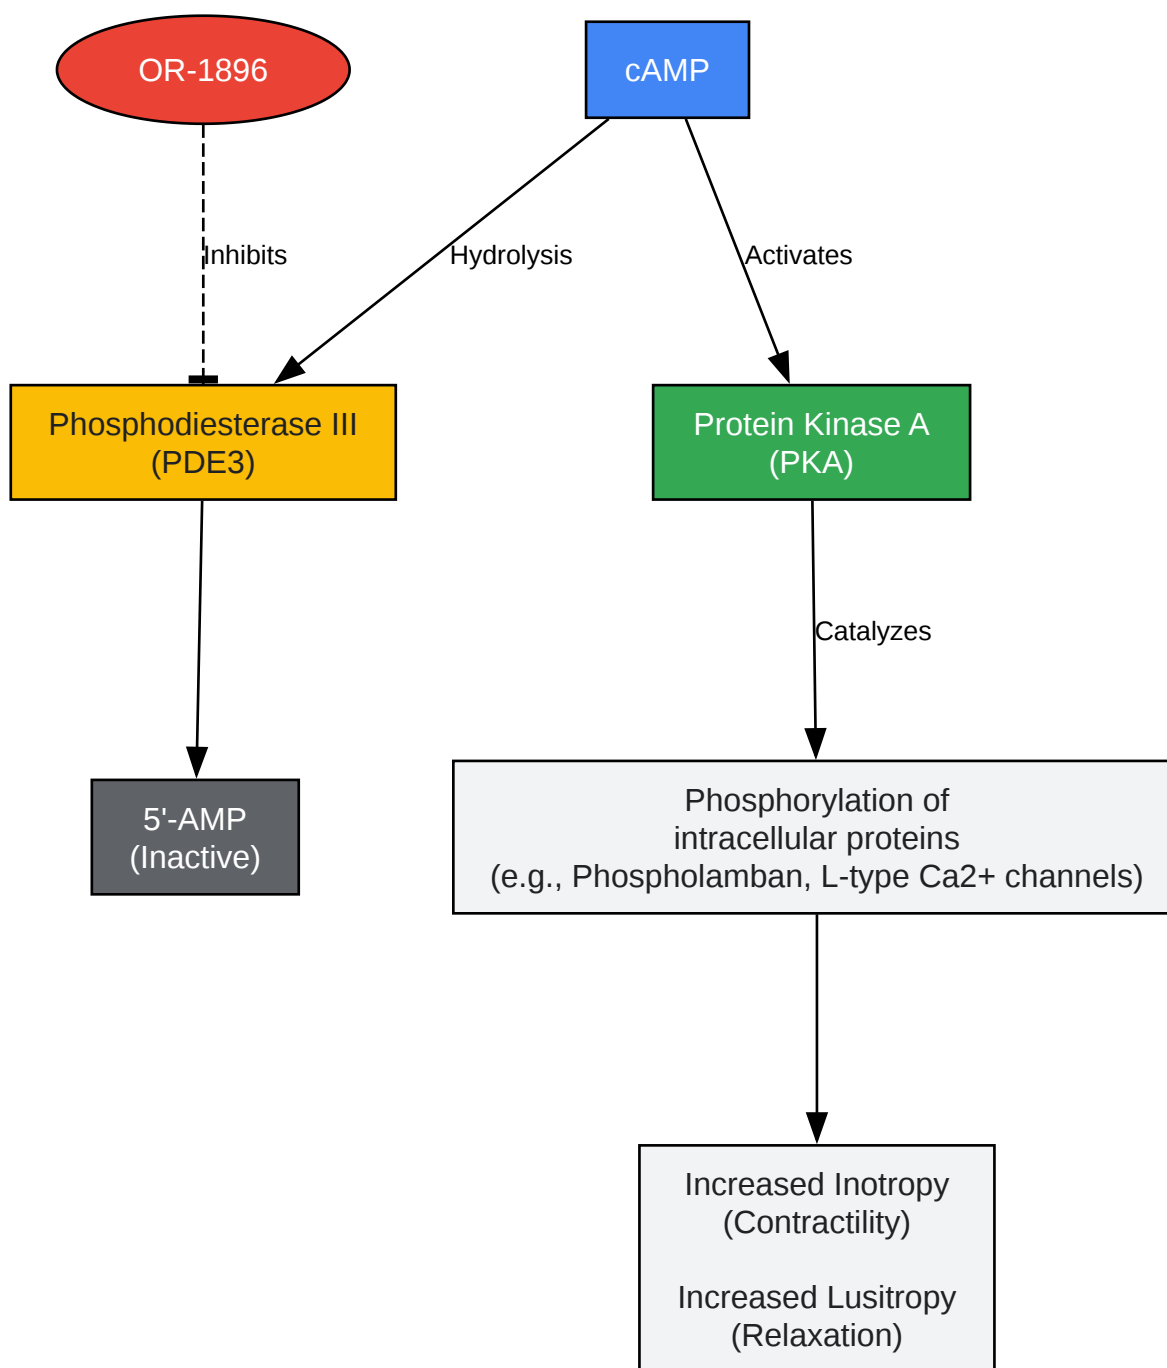 OR-1896
cAMP
Inhibits
Hydrolysis
Activates
Phosphodiesterase III
(PDE3)
Protein Kinase A
(PKA)
Catalyzes
5'-AMP
(Inactive)
Phosphorylation of
intracellular proteins
(e.g., Phospholamban, L-type Ca2+ channels)
Increased Inotropy
(Contractility)
Increased Lusitropy
(Relaxation)